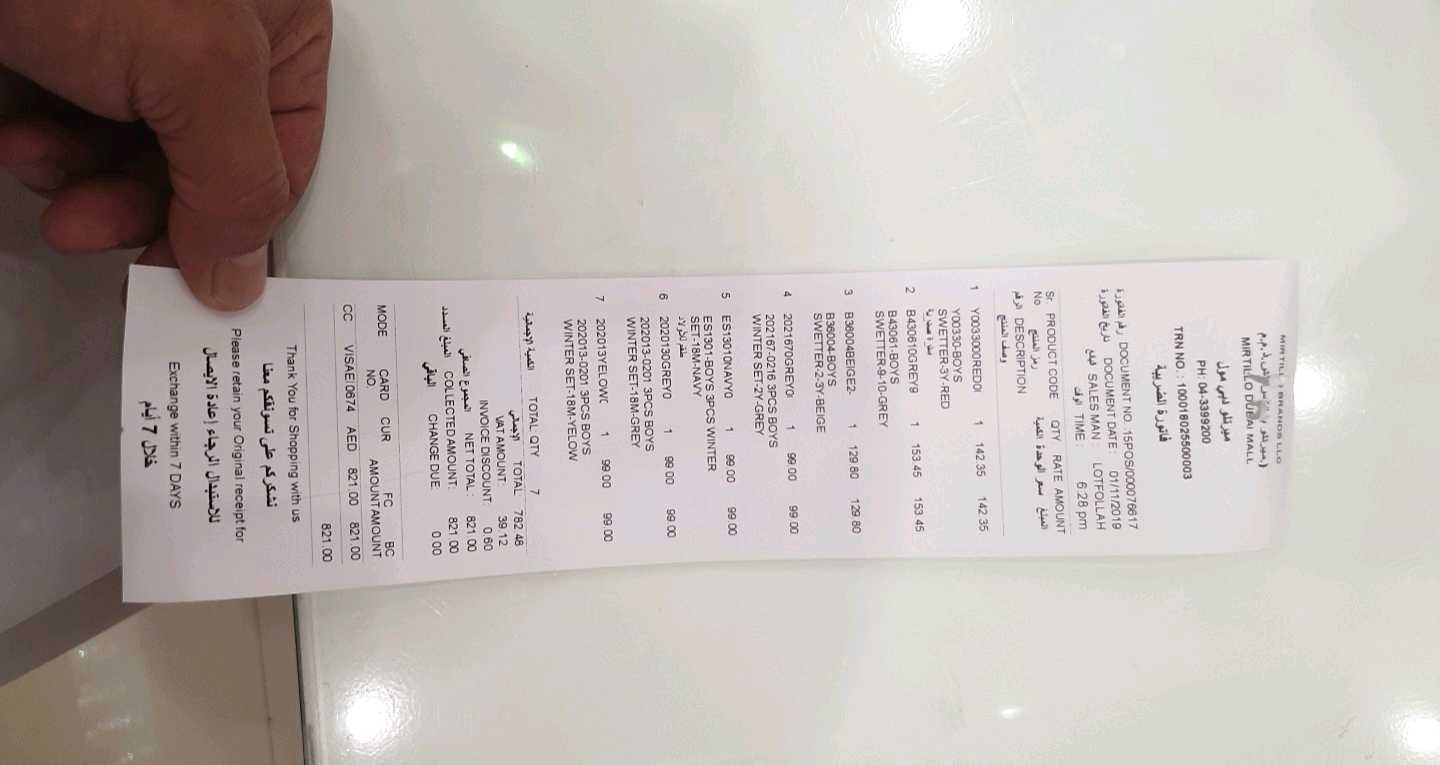 MIRTILLO BRANDS LLC
ذ.م.م.
MIRTILLO DUBAI MALL
ميرتلو دبي مول
PH: 04-3399200
TRN NO. : 100018025500003
فاتورة الضريبة
رقم الفاتورة DOCUMENT NO. :15POS/000076617
تاريخ الفاتورة DOCUMENT DATE : 01/11/2019
SALES MAN : LOTFOLLAH
الوقت TIME : 6:28 pm
Sr. PRODUCT CODE QTY RATE AMOUNT
No رمز المنتج الكمية سعر الوحدة المبلغ
الرقم DESCRIPTION
وصف المنتج
1 Y0033000RED0 1 142.35 142.35
Y00330-BOYS
SWETTER-3Y-RED
سترة صدرية
2 B430610GREY9 1 153.45 153.45
B43061-BOYS
SWETTER-9-10-GREY
3 B36004BEIGE2- 1 129.80 129.80
B36004-BOYS
SWETTER-2-3Y-BEIGE
4 2021670GREY0 1 99.00 99.00
202167-0216 3PCS BOYS
WINTER SET-2Y-GREY
5 ES13010NAVY0 1 99.00 99.00
ES1301-BOYS 3PCS WINTER
SET-18M-NAVY
طقم للأولاد
6 2020130GREY0 1 99.00 99.00
202013-0201 3PCS BOYS
WINTER SET-18M-GREY
7 202013YELOW 1 99.00 99.00
202013-0201 3PCS BOYS
WINTER SET-18M-YELOW
الكمية الإجمالية TOTAL: QTY 7
الإجمالي TOTAL: 782.48
VAT AMOUNT: 39.12
INVOICE DISCOUNT: 0.60
المجموع الصافي NET TOTAL : 821.00
المبلغ المسدد COLLECTED AMOUNT: 821.00
الباقي CHANGE DUE: 0.00
MODE CARD CUR FC BC
NO. AMOUNT AMOUNT
CC VISAEI0674 AED 821.00 821.00
821.00
Thank You for Shopping with us
نشكركم على تسوقكم معنا
Please retain your Original receipt for
للاستبدال الرجاء إعادة الايصال
Exchange within 7 DAYS
خلال 7 أيام